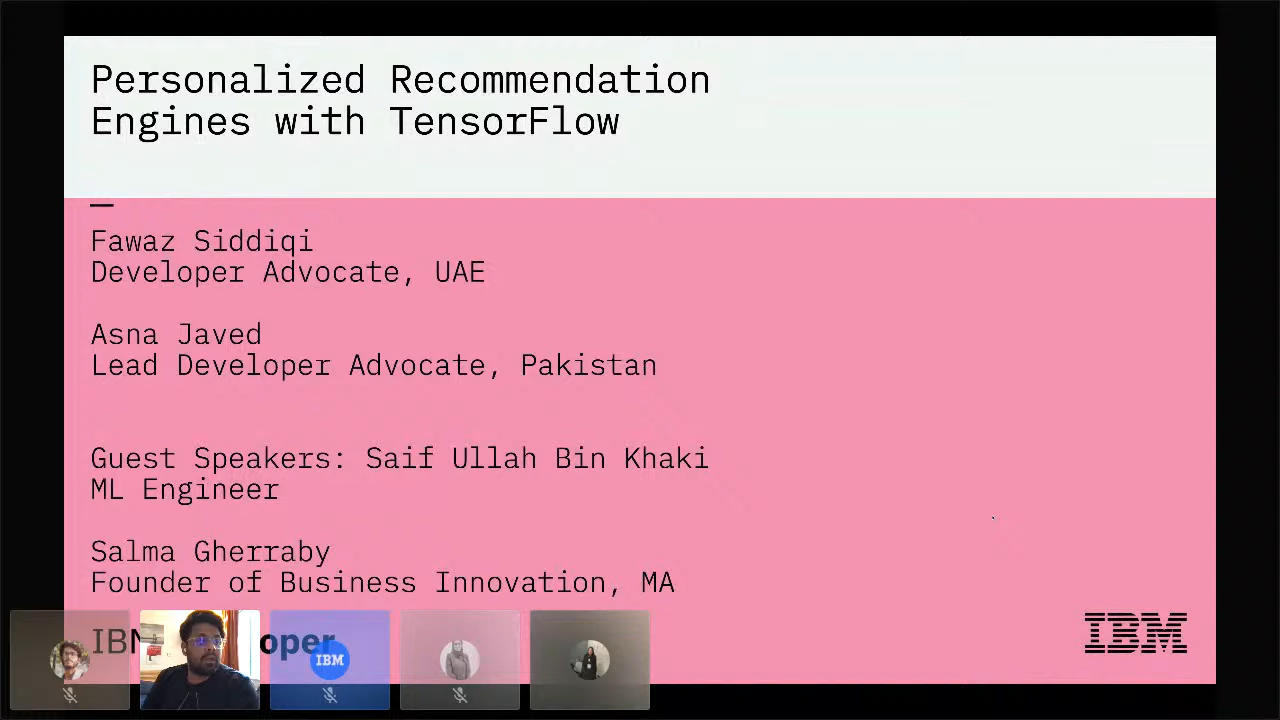 Personalized Recommendation
Engines with TensorFlow
Fawaz Siddiqi
Developer Advocate, UAE
Asna Javed
Lead Developer Advocate, Pakistan
Guest Speakers: Saif Ullah Bin Khaki
ML Engineer
Salma Gherraby
Founder of Business Innovation, MA
IBM
IBM